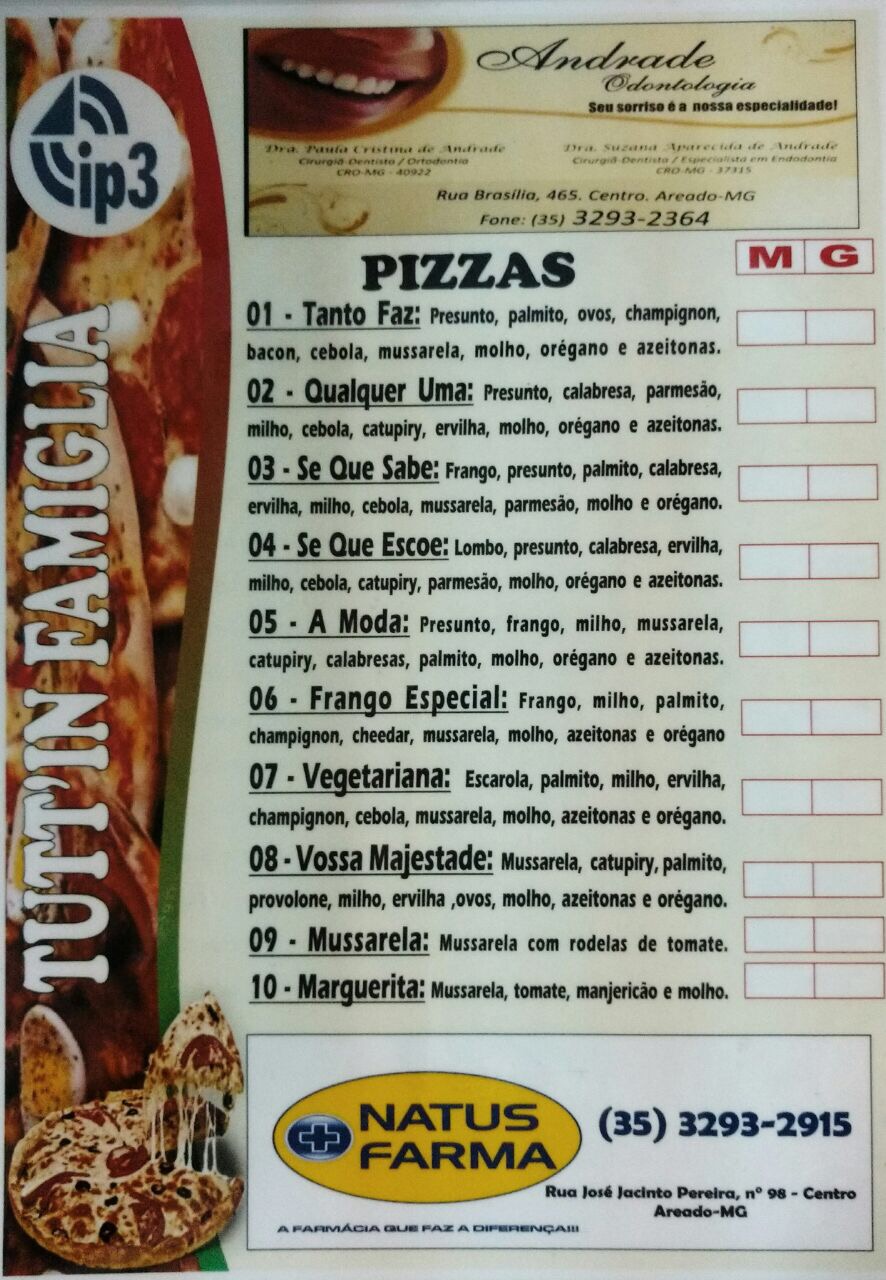 ip3
TUTT'IN FAMIGLIA
Andrade
Odontologia
Seu sorriso é a nossa especialidade!
Dra. Paula Cristina de Andrade
Cirurgiã-Dentista / Ortodontia
CRO-MG - 40922
Dra. Suzana Aparecida de Andrade
Cirurgiã-Dentista / Especialista em Endodontia
CRO-MG - 37315
Rua Brasília, 465. Centro. Areado-MG
Fone: (35) 3293-2364
PIZZAS
M G
01 - Tanto Faz: Presunto, palmito, ovos, champignon,
bacon, cebola, mussarela, molho, orégano e azeitonas.
02 - Qualquer Uma: Presunto, calabresa, parmesão,
milho, cebola, catupiry, ervilha, molho, orégano e azeitonas.
03 - Se Que Sabe: Frango, presunto, palmito, calabresa,
ervilha, milho, cebola, mussarela, parmesão, molho e orégano.
04 - Se Que Escoe: Lombo, presunto, calabresa, ervilha,
milho, cebola, catupiry, parmesão, molho, orégano e azeitonas.
05 - A Moda: Presunto, frango, milho, mussarela,
catupiry, calabresas, palmito, molho, orégano e azeitonas.
06 - Frango Especial: Frango, milho, palmito,
champignon, cheedar, mussarela, molho, azeitonas e orégano
07 - Vegetariana: Escarola, palmito, milho, ervilha,
champignon, cebola, mussarela, molho, azeitonas e orégano.
08 - Vossa Majestade: Mussarela, catupiry, palmito,
provolone, milho, ervilha ,ovos, molho, azeitonas e orégano.
09 - Mussarela: Mussarela com rodelas de tomate.
10 - Marguerita: Mussarela, tomate, manjericão e molho.
NATUS
FARMA
(35) 3293-2915
Rua José Jacinto Pereira, nº 98 - Centro
Areado-MG
A FARMÁCIA QUE FAZ A DIFERENÇA!!!